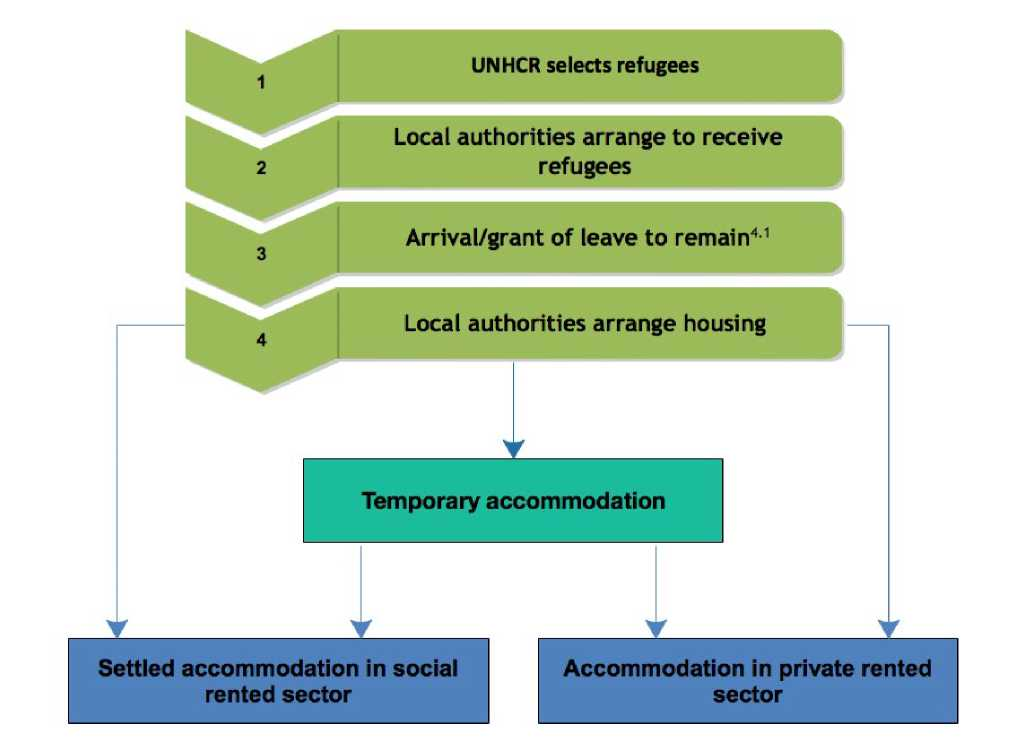 1
UNHCR selects refugees
2
Local authorities arrange to receive
refugees
3
Arrival/grant of leave to remain4.1
4
Local authorities arrange housing
Temporary accommodation
Settled accommodation in social
rented sector
Accommodation in private rented
sector